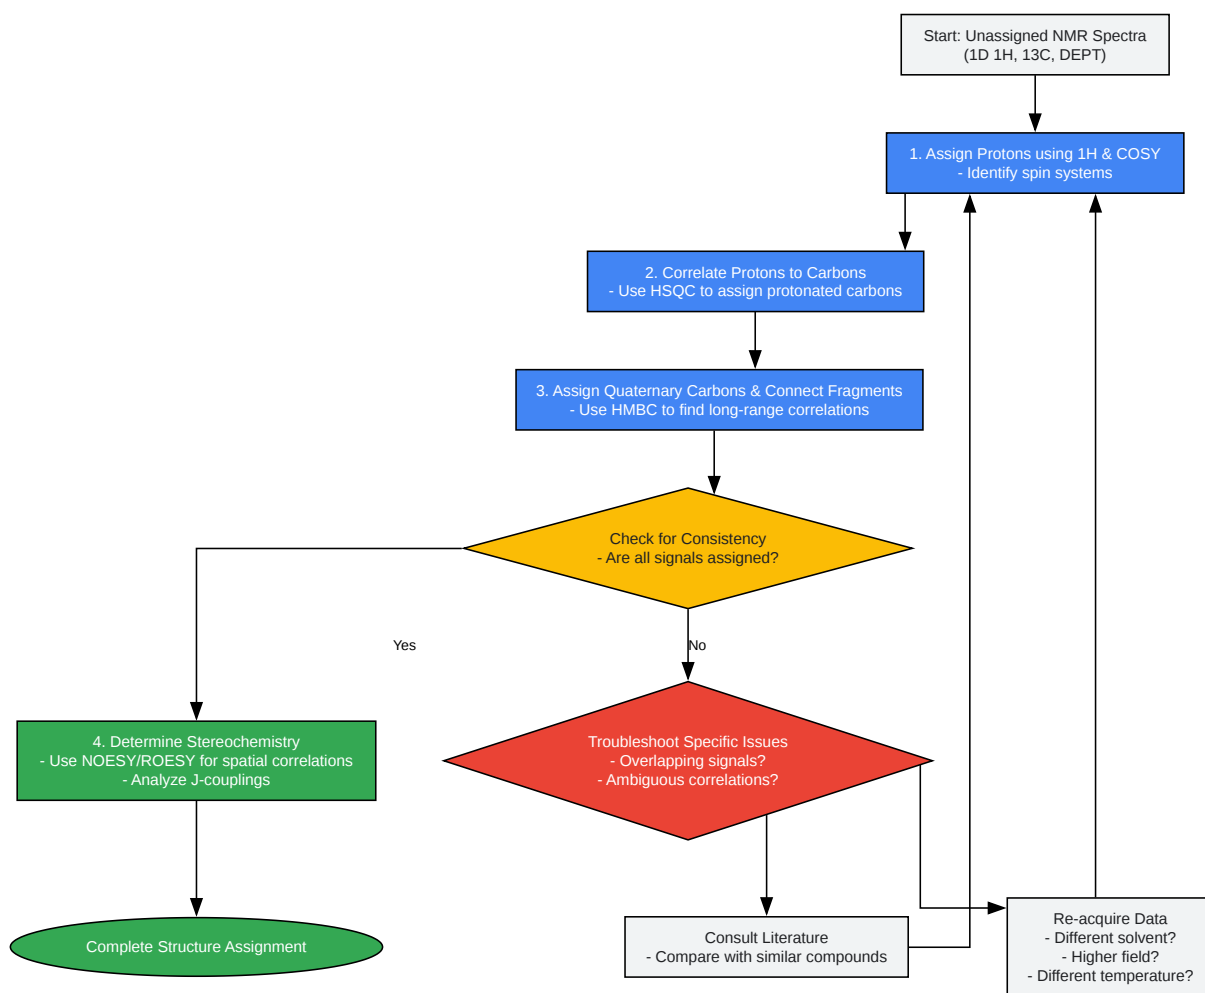 Start: Unassigned NMR Spectra
(1D 1H, 13C, DEPT)
1. Assign Protons using 1H & COSY
- Identify spin systems
2. Correlate Protons to Carbons
- Use HSQC to assign protonated carbons
3. Assign Quaternary Carbons & Connect Fragments
- Use HMBC to find long-range correlations
Check for Consistency
- Are all signals assigned?
Yes
No
4. Determine Stereochemistry
- Use NOESY/ROESY for spatial correlations
- Analyze J-couplings
Troubleshoot Specific Issues
- Overlapping signals?
- Ambiguous correlations?
Complete Structure Assignment
Consult Literature
- Compare with similar compounds
Re-acquire Data
- Different solvent?
- Higher field?
- Different temperature?